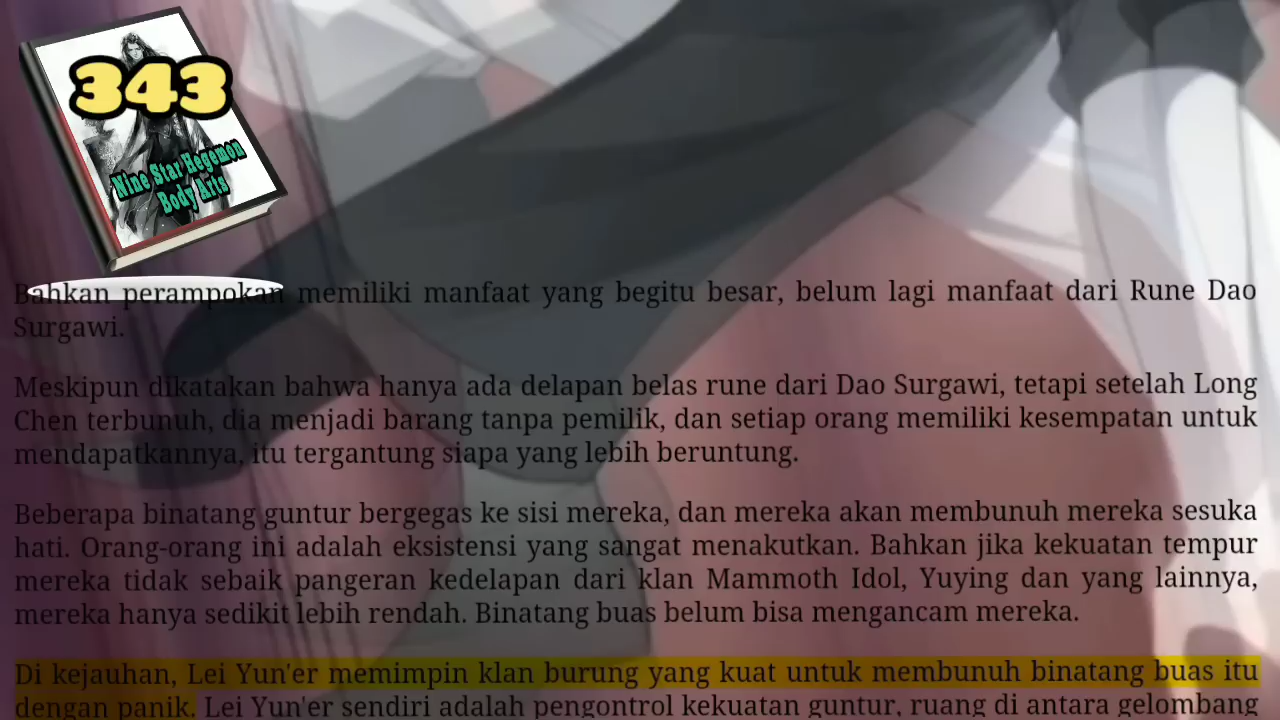 343
Nine Star Hegemon
Body Arts
Bahkan perampokan memiliki manfaat yang begitu besar, belum lagi manfaat dari Rune Dao
Surgawi.
Meskipun dikatakan bahwa hanya ada delapan belas rune dari Dao Surgawi, tetapi setelah Long
Chen terbunuh, dia menjadi barang tanpa pemilik, dan setiap orang memiliki kesempatan untuk
mendapatkannya, itu tergantung siapa yang lebih beruntung.
Beberapa binatang guntur bergegas ke sisi mereka, dan mereka akan membunuh mereka sesuka
hati. Orang-orang ini adalah eksistensi yang sangat menakutkan. Bahkan jika kekuatan tempur
mereka tidak sebaik pangeran kedelapan dari klan Mammoth Idol, Yuying dan yang lainnya,
mereka hanya sedikit lebih rendah. Binatang buas belum bisa mengancam mereka.
Di kejauhan, Lei Yun'er memimpin klan burung yang kuat untuk membunuh binatang buas itu
dengan panik. Lei Yun'er sendiri adalah pengontrol kekuatan guntur, ruang di antara gelombang